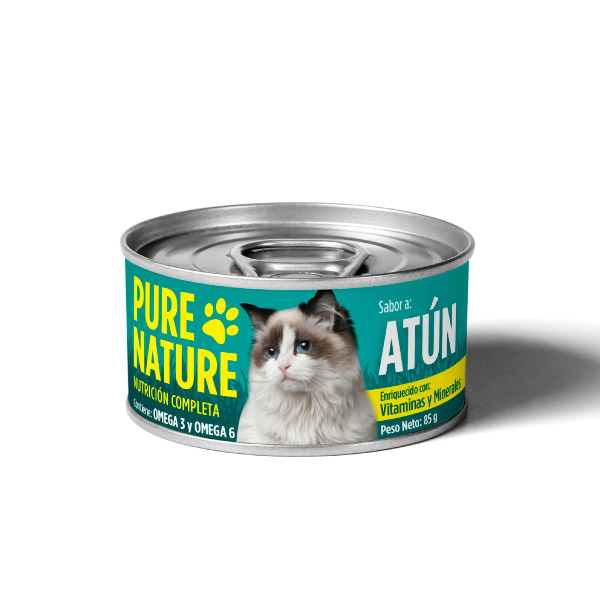 PURE
NATURE
NUTRICIÓN COMPLETA
Contiene: OMEGA 3 y OMEGA 6
Sabor a:
ATÚN
Enriquecido con:
Vitaminas y Minerales
Peso Neto: 85 g